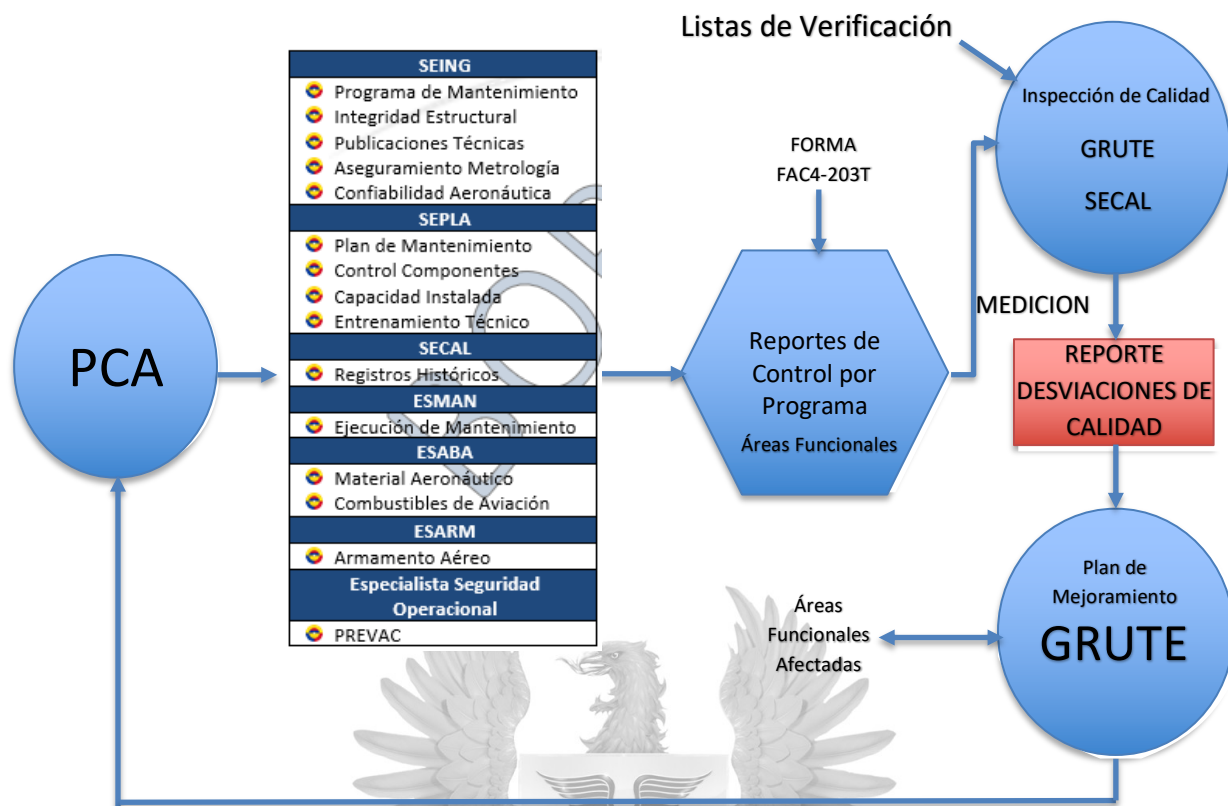 Listas de Verificación
SEING
Programa de Mantenimiento
Integridad Estructural
Publicaciones Técnicas
Aseguramiento Metrología
Confiabilidad Aeronáutica
SEPLA
Plan de Mantenimiento
Control Componentes
Capacidad Instalada
Entrenamiento Técnico
SECAL
Registros Históricos
ESMAN
Ejecución de Mantenimiento
ESABA
Material Aeronáutico
Combustibles de Aviación
ESARM
Armamento Aéreo
Especialista Seguridad
Operacional
PREVAC
PCA
FORMA
FAC4-203T
Reportes de
Control por
Programa
Áreas Funcionales
Inspección de Calidad
GRUTE
SECAL
MEDICION
REPORTE
DESVIACIONES DE
CALIDAD
Plan de
Mejoramiento
GRUTE
Áreas
Funcionales
Afectadas